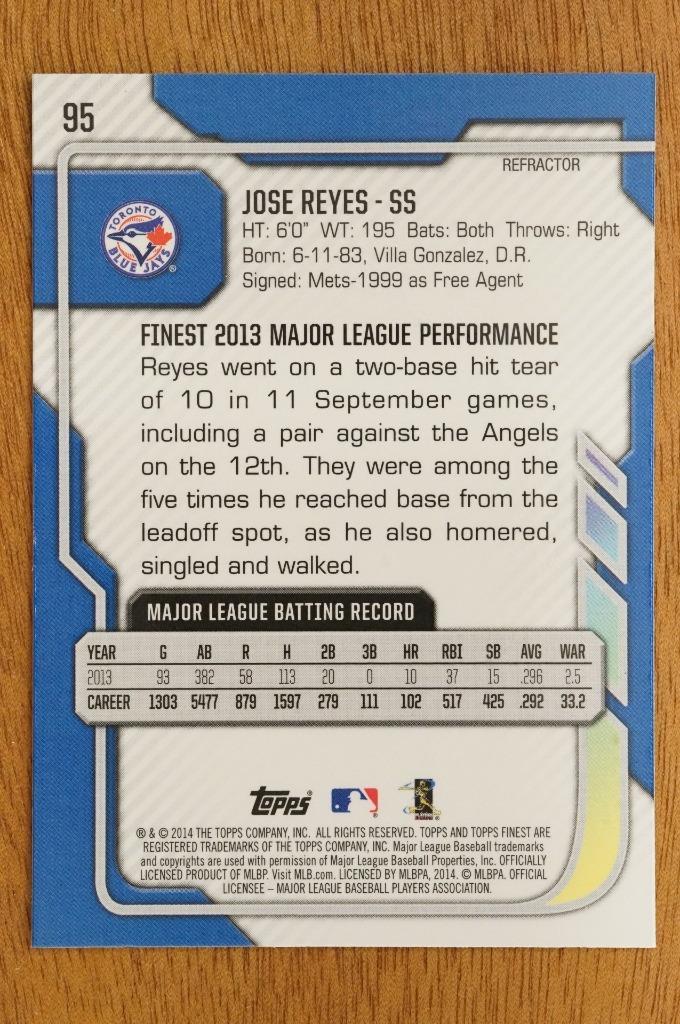 95
REFRACTOR
TORONTO
BLUE JAYS
®
JOSE REYES - SS
HT: 6'0" WT: 195 Bats: Both Throws: Right
Born: 6-11-83, Villa Gonzalez, D.R.
Signed: Mets-1999 as Free Agent
FINEST 2013 MAJOR LEAGUE PERFORMANCE
Reyes went on a two-base hit tear
of 10 in 11 September games,
including a pair against the Angels
on the 12th. They were among the
five times he reached base from the
leadoff spot, as he also homered,
singled and walked.
MAJOR LEAGUE BATTING RECORD
YEAR G AB R H 2B 3B HR RBI SB AVG WAR
2013 93 382 58 113 20 0 10 37 15 .296 2.5
CAREER 1303 5477 879 1597 279 111 102 517 425 .292 33.2
Topps®
® & © 2014 THE TOPPS COMPANY, INC. ALL RIGHTS RESERVED. TOPPS AND TOPPS FINEST ARE
REGISTERED TRADEMARKS OF THE TOPPS COMPANY, INC. Major League Baseball trademarks
and copyrights are used with permission of Major League Baseball Properties, Inc. OFFICIALLY
LICENSED PRODUCT OF MLBP. Visit MLB.com. LICENSED BY MLBPA, 2014. © MLBPA. OFFICIAL
LICENSEE – MAJOR LEAGUE BASEBALL PLAYERS ASSOCIATION.